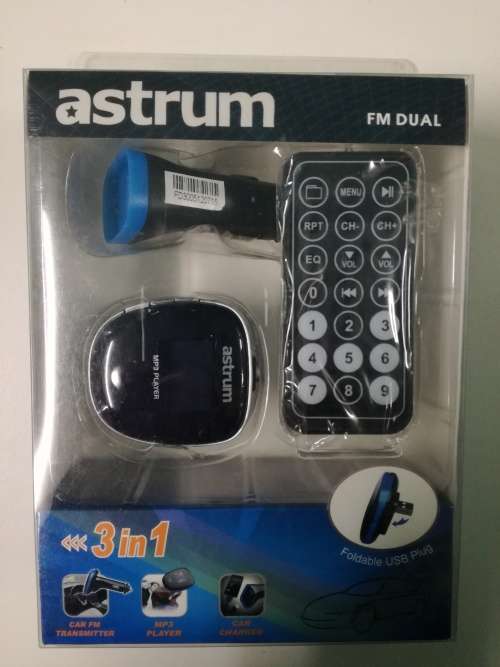 astrum
FM DUAL
FD3005120715
MENU
RPT
CH-
CH+
EQ
VOL
VOL
0
1
2
3
4
5
6
7
8
9
astrum
MP3 PLAYER
3 in 1
Foldable USB Plug
CAR FM
TRANSMITTER
MP3
PLAYER
CAR
CHARGER